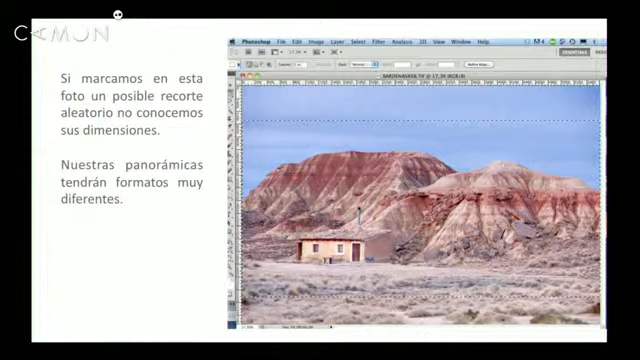 CAMON
Si marcamos en esta
foto un posible recorte
aleatorio no conocemos
sus dimensiones.
Nuestras panorámicas
tendrán formatos muy
diferentes.
Photoshop File Edit Image Layer Select Filter Analysis 3D View Window Help
ESSENTIALS